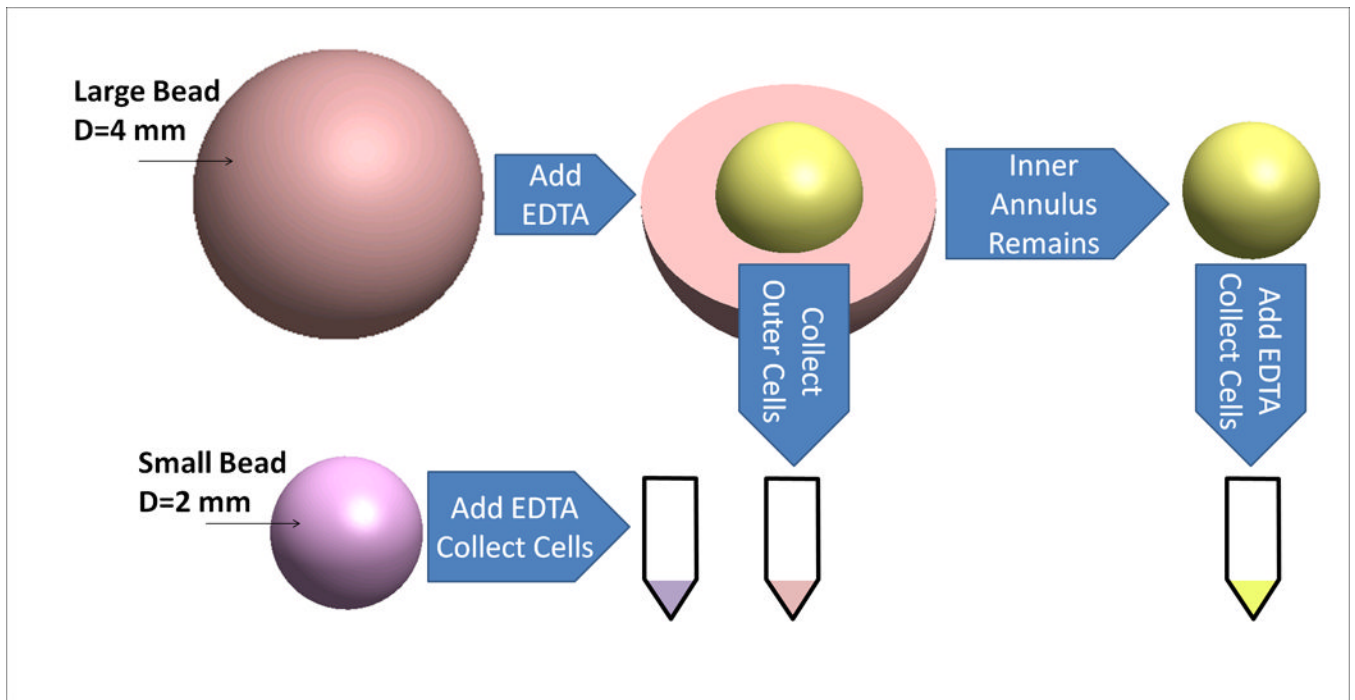 Large Bead
D=4 mm
Add
EDTA
Inner
Annulus
Remains
Collect
Outer Cells
Add EDTA
Collect Cells
Small Bead
D=2 mm
Add EDTA
Collect Cells